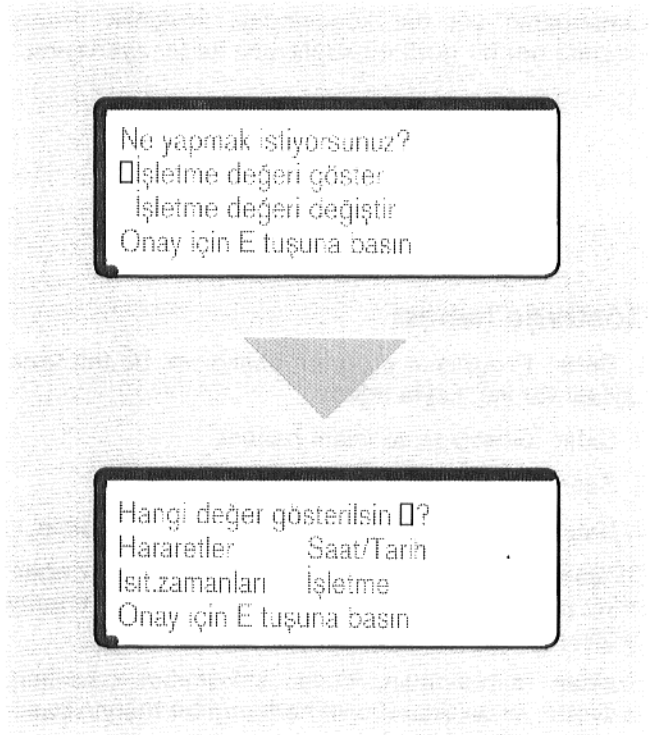 Ne yapmak istiyorsunuz?
▯İşletme değeri göster
İşletme değeri değiştir
Onay için E tuşuna basın
Hangi değer gösterilsin ▯?
Hararetler Saat/Tarih
Isıt.zamanları İşletme
Onay için E tuşuna basın